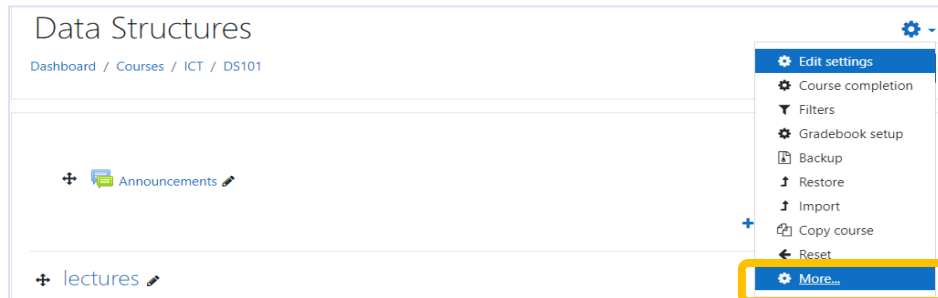 Data Structures
Dashboard / Courses / ICT / DS101
Edit settings
Course completion
Filters
Gradebook setup
Backup
Restore
Import
Copy course
Reset
More...
Announcements
lectures